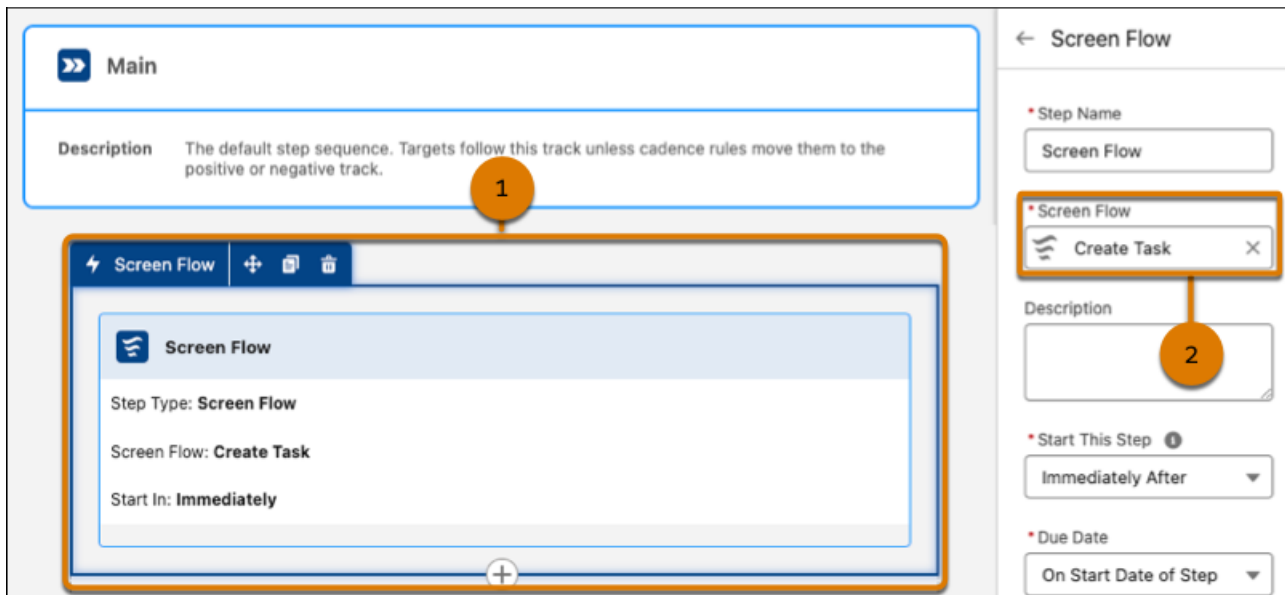 Main
Description The default step sequence. Targets follow this track unless cadence rules move them to the
positive or negative track.
1
Screen Flow
Screen Flow
Step Type: Screen Flow
Screen Flow: Create Task
Start In: Immediately
← Screen Flow
* Step Name
Screen Flow
* Screen Flow
Create Task
Description
2
* Start This Step
Immediately After
* Due Date
On Start Date of Step